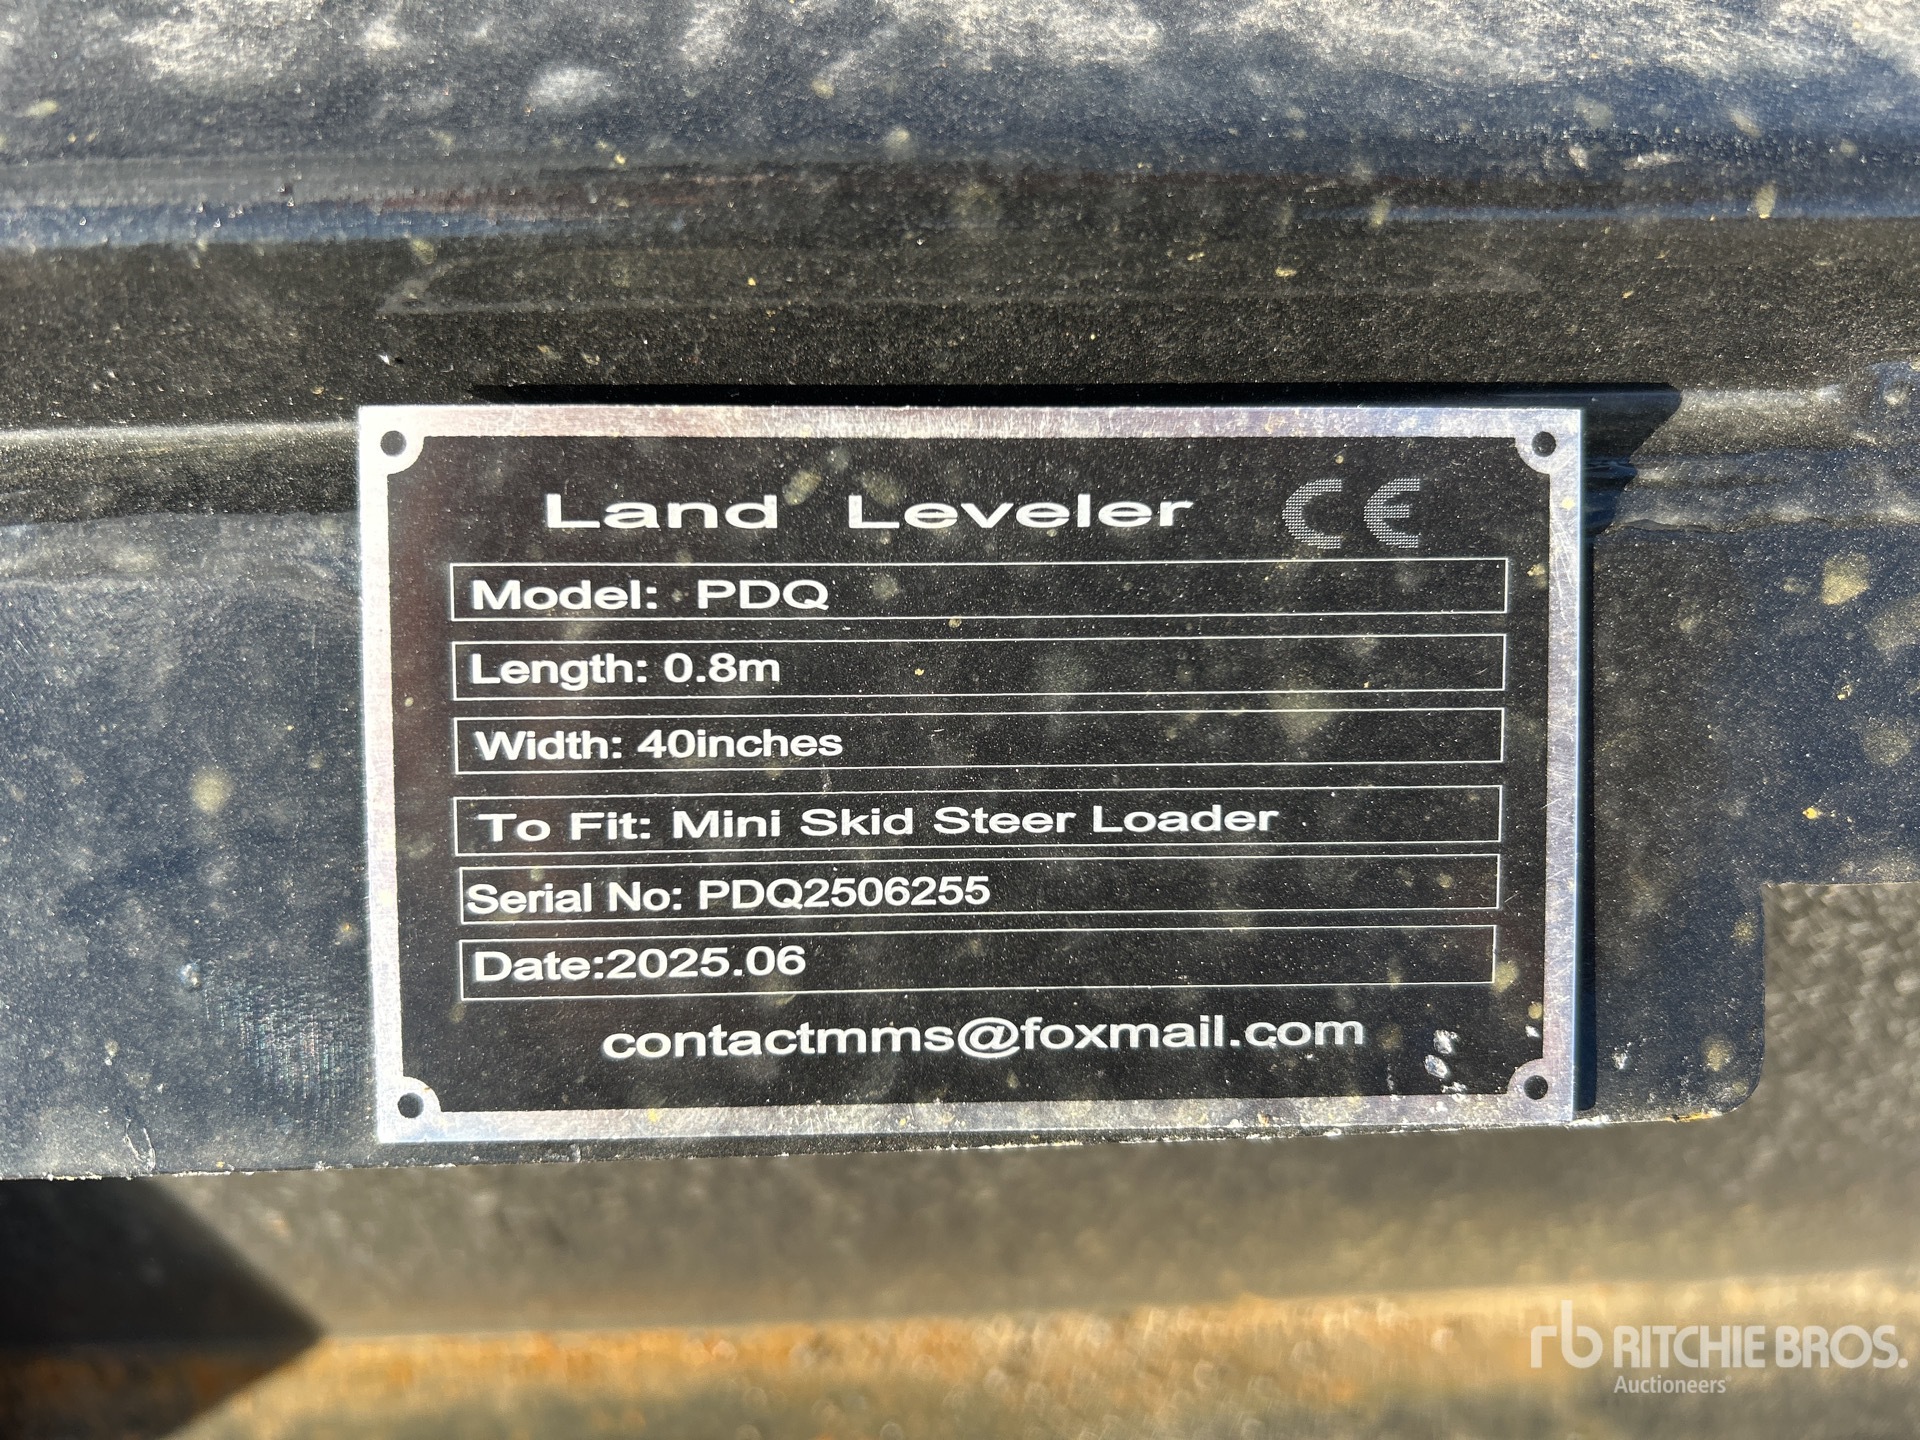 Land Leveler CE
Model: PDQ
Length: 0.8m
Width: 40inches
To Fit: Mini Skid Steer Loader
Serial No: PDQ2506255
Date:2025.06
contactmms@foxmail.com
rb RITCHIE BROS.
Auctioneers